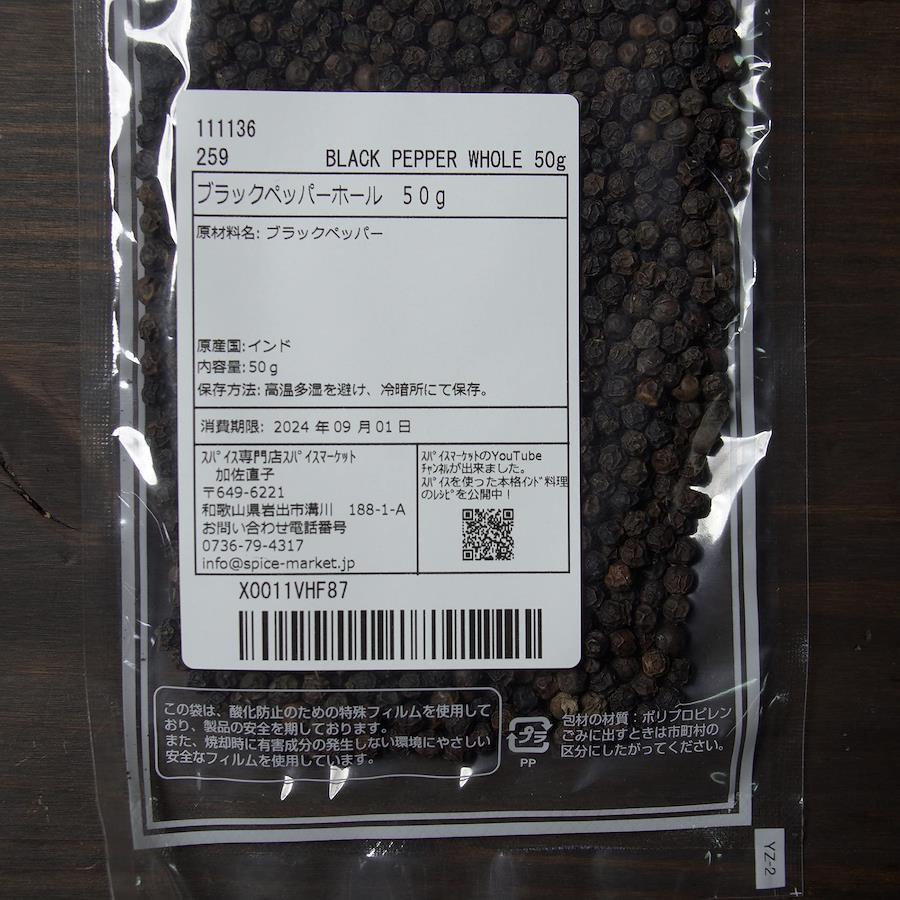 111136
259 BLACK PEPPER WHOLE 50g
ブラックペッパーホール 50g
原材料名: ブラックペッパー
原産国:インド
内容量:50g
保存方法: 高温多湿を避け、冷暗所にて保存。
消費期限: 2024 年 09 月 01 日
ｽﾊﾟｲｽ専門店ｽﾊﾟｲｽﾏｰｹｯﾄ
加佐直子
〒649-6221
和歌山県岩出市溝川 188-1-A
お問い合わせ電話番号
0736-79-4317
info@spice-market.jp
ｽﾊﾟｲｽﾏｰｹｯﾄのYouTube
ﾁｬﾝﾈﾙが出来ました。
ｽﾊﾟｲｽを使った本格ｲﾝﾄﾞ料理
のﾚｼﾋﾟを公開中！
X0011VHF87
この袋は、酸化防止のための特殊フィルムを使用して
おり、製品の安全を期しております。
また、焼却時に有害成分の発生しない環境にやさしい
安全なフィルムを使用しています。
プラ
PP
包材の材質：ポリプロピレン
ごみに出すときは市町村の
区分にしたがってください。
YZ-2